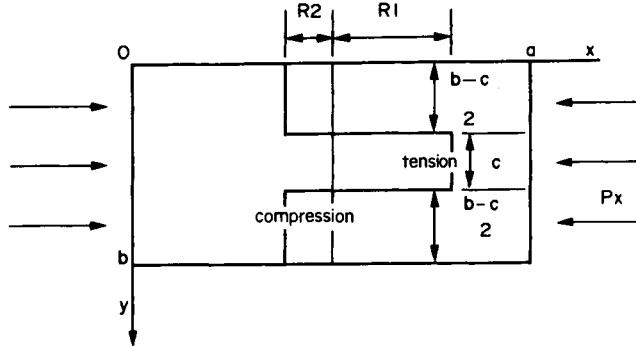 R2 R1
O a x
b-c
2
tension c
b-c
compression 2
Px
b
y